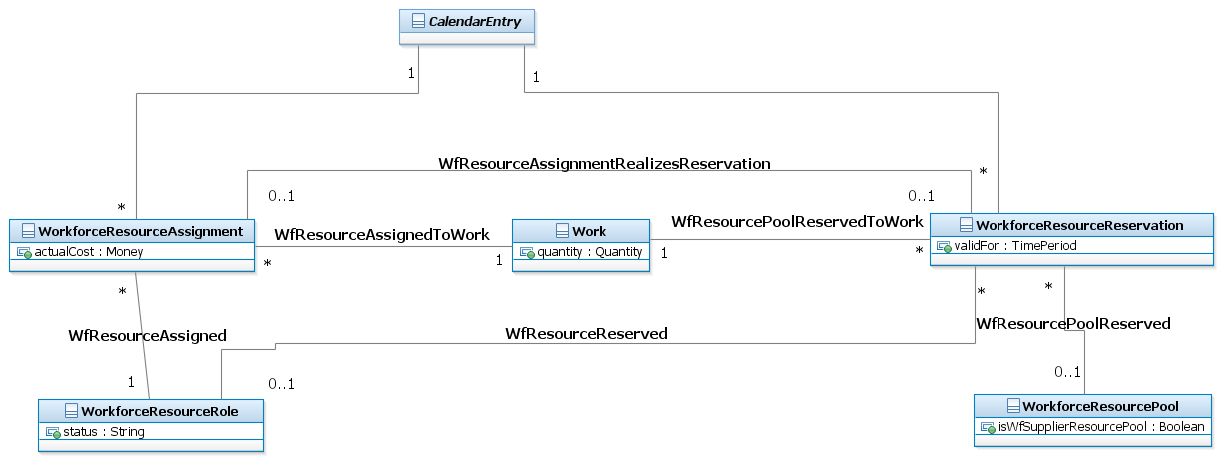 CalendarEntry
1
1
WfResourceAssignmentRealizesReservation
*
0..1
0..1
*
WorkforceResourceAssignment
actualCost : Money
WfResourceAssignedToWork
*
1
Work
quantity : Quantity
WfResourcePoolReservedToWork
1
*
WorkforceResourceReservation
validFor : TimePeriod
*
*
*
WfResourceAssigned
WfResourceReserved
WfResourcePoolReserved
1
0..1
0..1
WorkforceResourceRole
status : String
WorkforceResourcePool
isWfSupplierResourcePool : Boolean